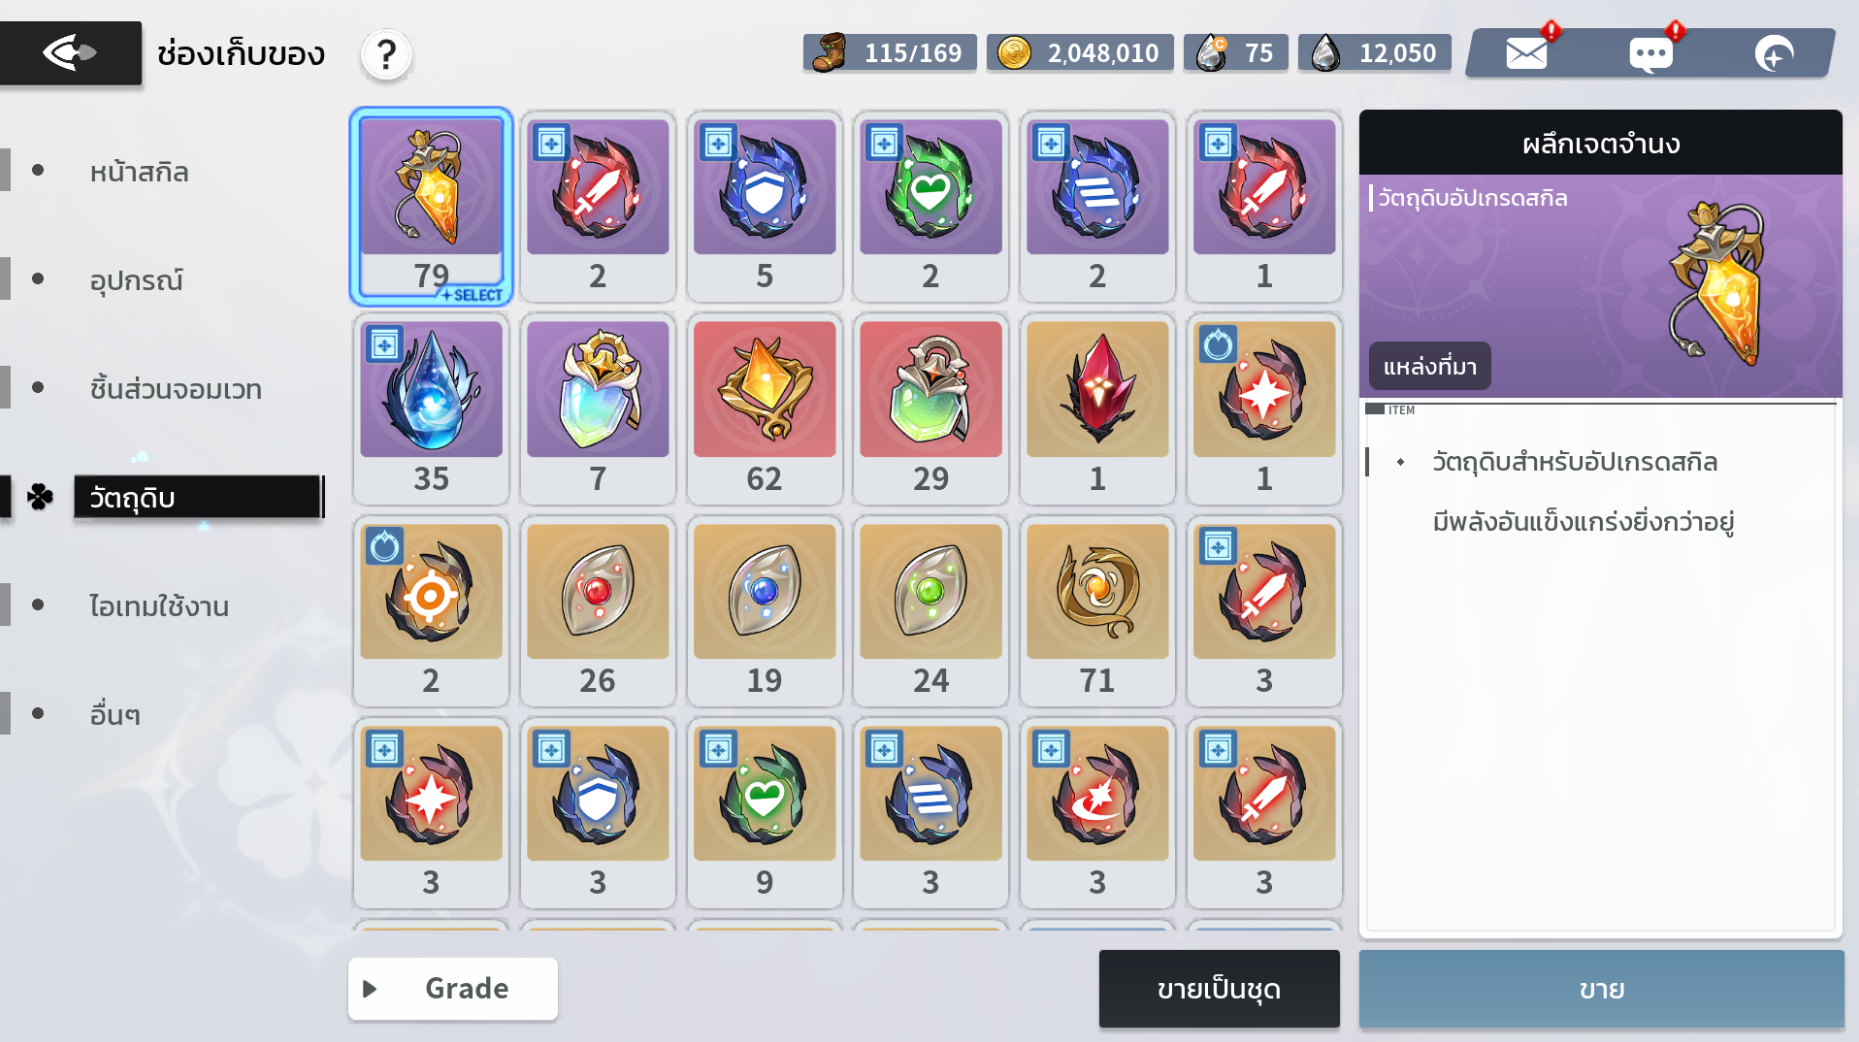 ช่องเก็บของ
?
115/169
2,048,010
75
12,050
หน้าสกิล
อุปกรณ์
ชิ้นส่วนจอมเวท
วัตถุดิบ
ไอเทมใช้งาน
อื่นๆ
79
SELECT
2
5
2
2
1
35
7
62
29
1
1
2
26
19
24
71
3
3
3
9
3
3
3
Grade
ขายเป็นชุด
ผลึกเจตจำนง
วัตถุดิบอัปเกรดสกิล
แหล่งที่มา
ITEM
วัตถุดิบสำหรับอัปเกรดสกิล
มีพลังอันแข็งแกร่งยิ่งกว่าอยู่
ขาย